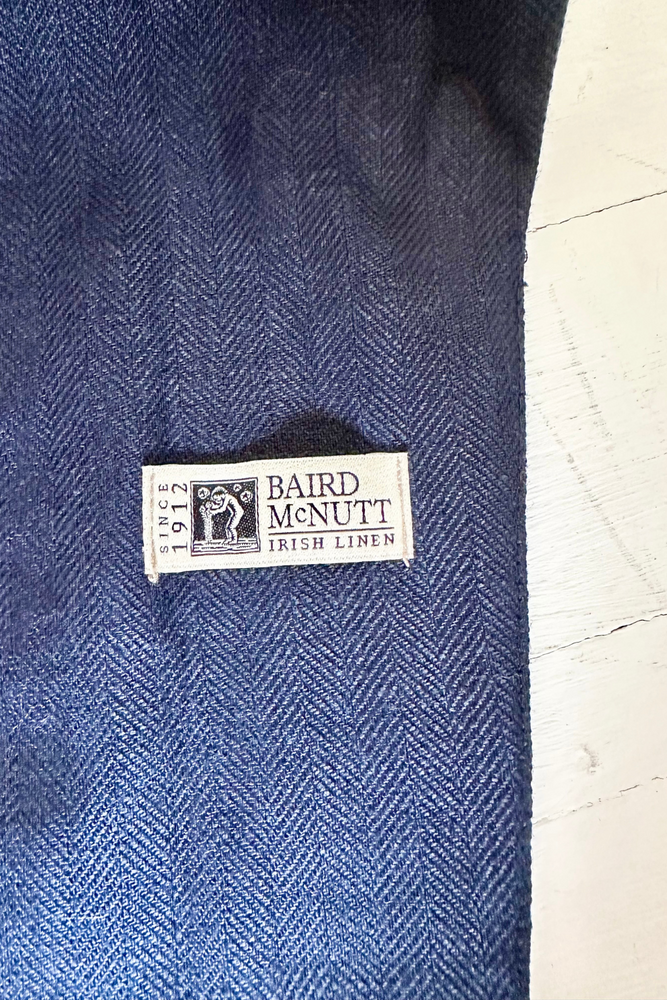 SINCE
1912
BAIRD
McNUTT
IRISH LINEN